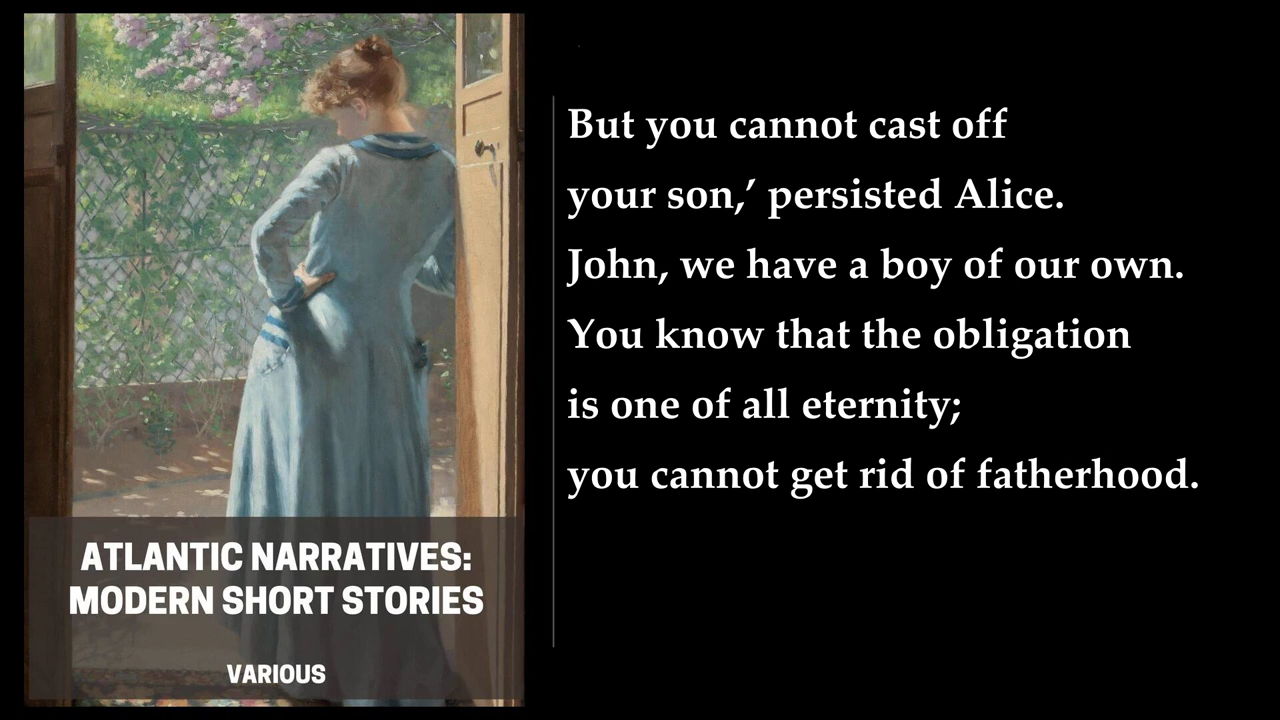 But you cannot cast off
your son,’ persisted Alice.
John, we have a boy of our own.
You know that the obligation
is one of all eternity;
you cannot get rid of fatherhood.
ATLANTIC NARRATIVES:
MODERN SHORT STORIES
VARIOUS